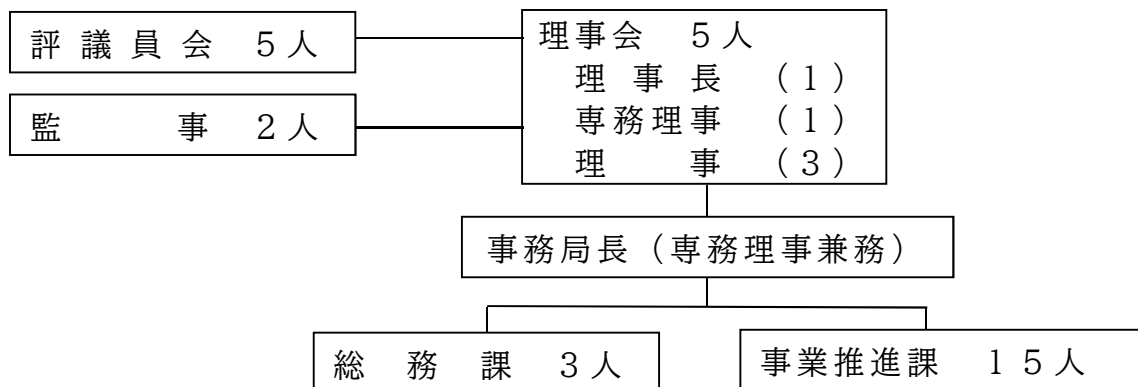 評議員会 5人
理事会 5人
理事長 (1)
専務理事 (1)
理事 (3)
監事 2人
事務局長(専務理事兼務)
総務課 3人
事業推進課 15人